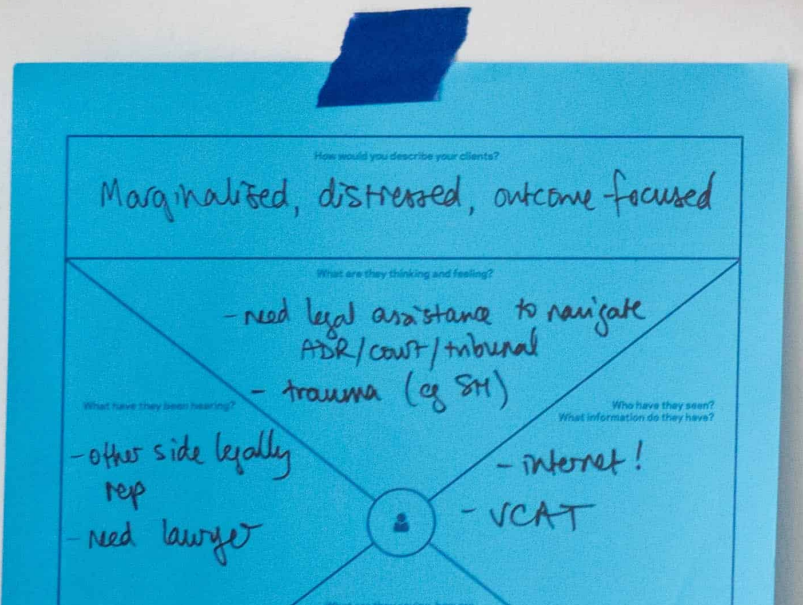 How would you describe your clients?
Marginalised, distressed, outcome focused
What are they thinking and feeling?
- need legal assistance to navigate
ADR/court/tribunal
- trauma (eg SH)
What have they been hearing?
- other side legally
rep
- need lawyer
Who have they seen?
What information do they have?
- internet!
- VCAT